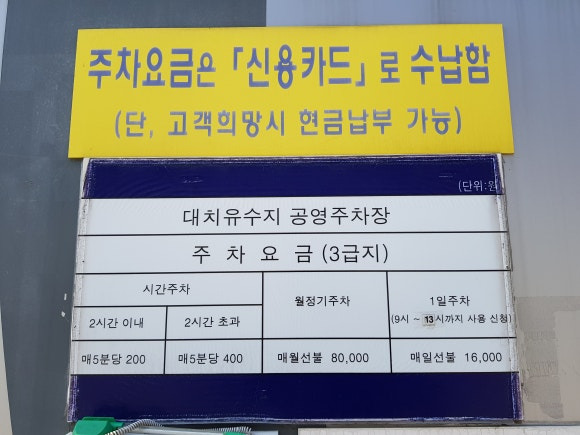 주차요금은 「신용카드」로 수납함
(단, 고객희망시 현금납부 가능)
(단위:원)
대치유수지 공영주차장
주 차 요 금 (3급지)
시간주차
월정기주차
1일주차
(9시 ~ 13시까지 사용 신청)
2시간 이내
2시간 초과
매5분당 200
매5분당 400
매월선불 80,000
매일선불 16,000